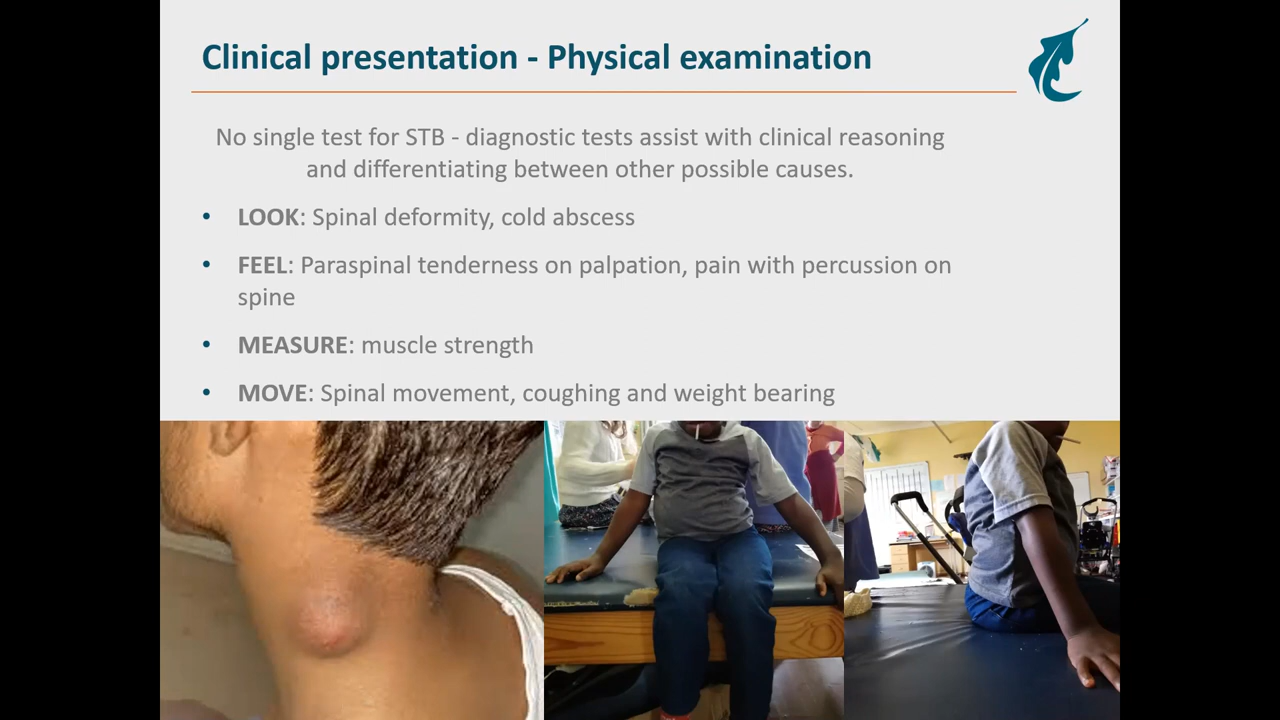 Clinical presentation - Physical examination
No single test for STB - diagnostic tests assist with clinical reasoning
and differentiating between other possible causes.
• LOOK: Spinal deformity, cold abscess
• FEEL: Paraspinal tenderness on palpation, pain with percussion on
spine
• MEASURE: muscle strength
• MOVE: Spinal movement, coughing and weight bearing